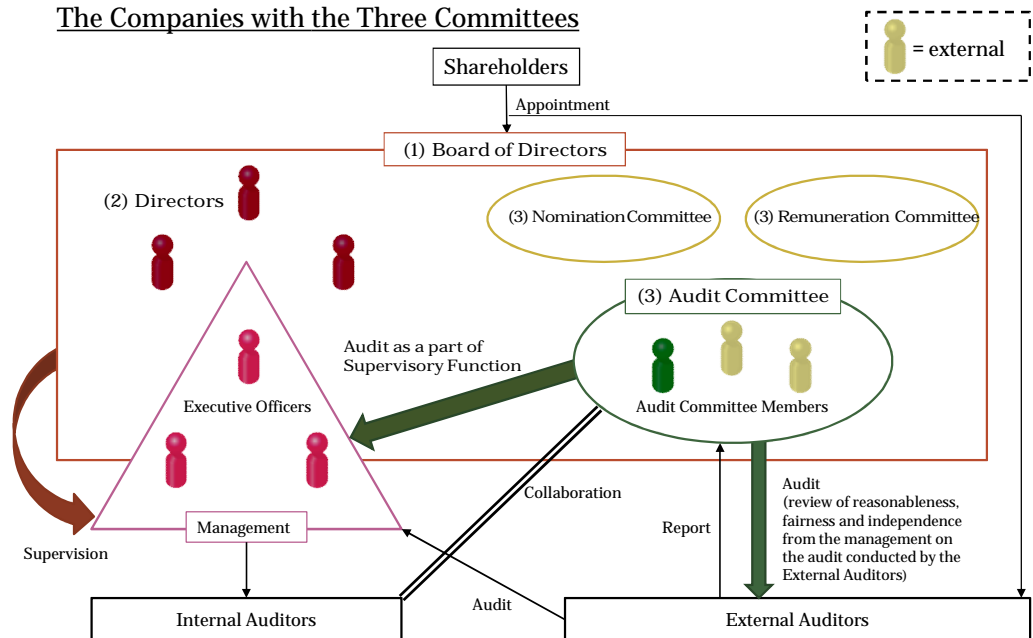 The Companies with the Three Committees
= external
Shareholders
Appointment
(1) Board of Directors
(2) Directors
(3) Nomination Committee
(3) Remuneration Committee
(3) Audit Committee
Audit as a part of
Supervisory Function
Executive Officers
Audit Committee Members
Management
Supervision
Collaboration
Report
Audit
(review of reasonableness,
fairness and independence
from the management on
the audit conducted by the
External Auditors)
Audit
Internal Auditors
External Auditors